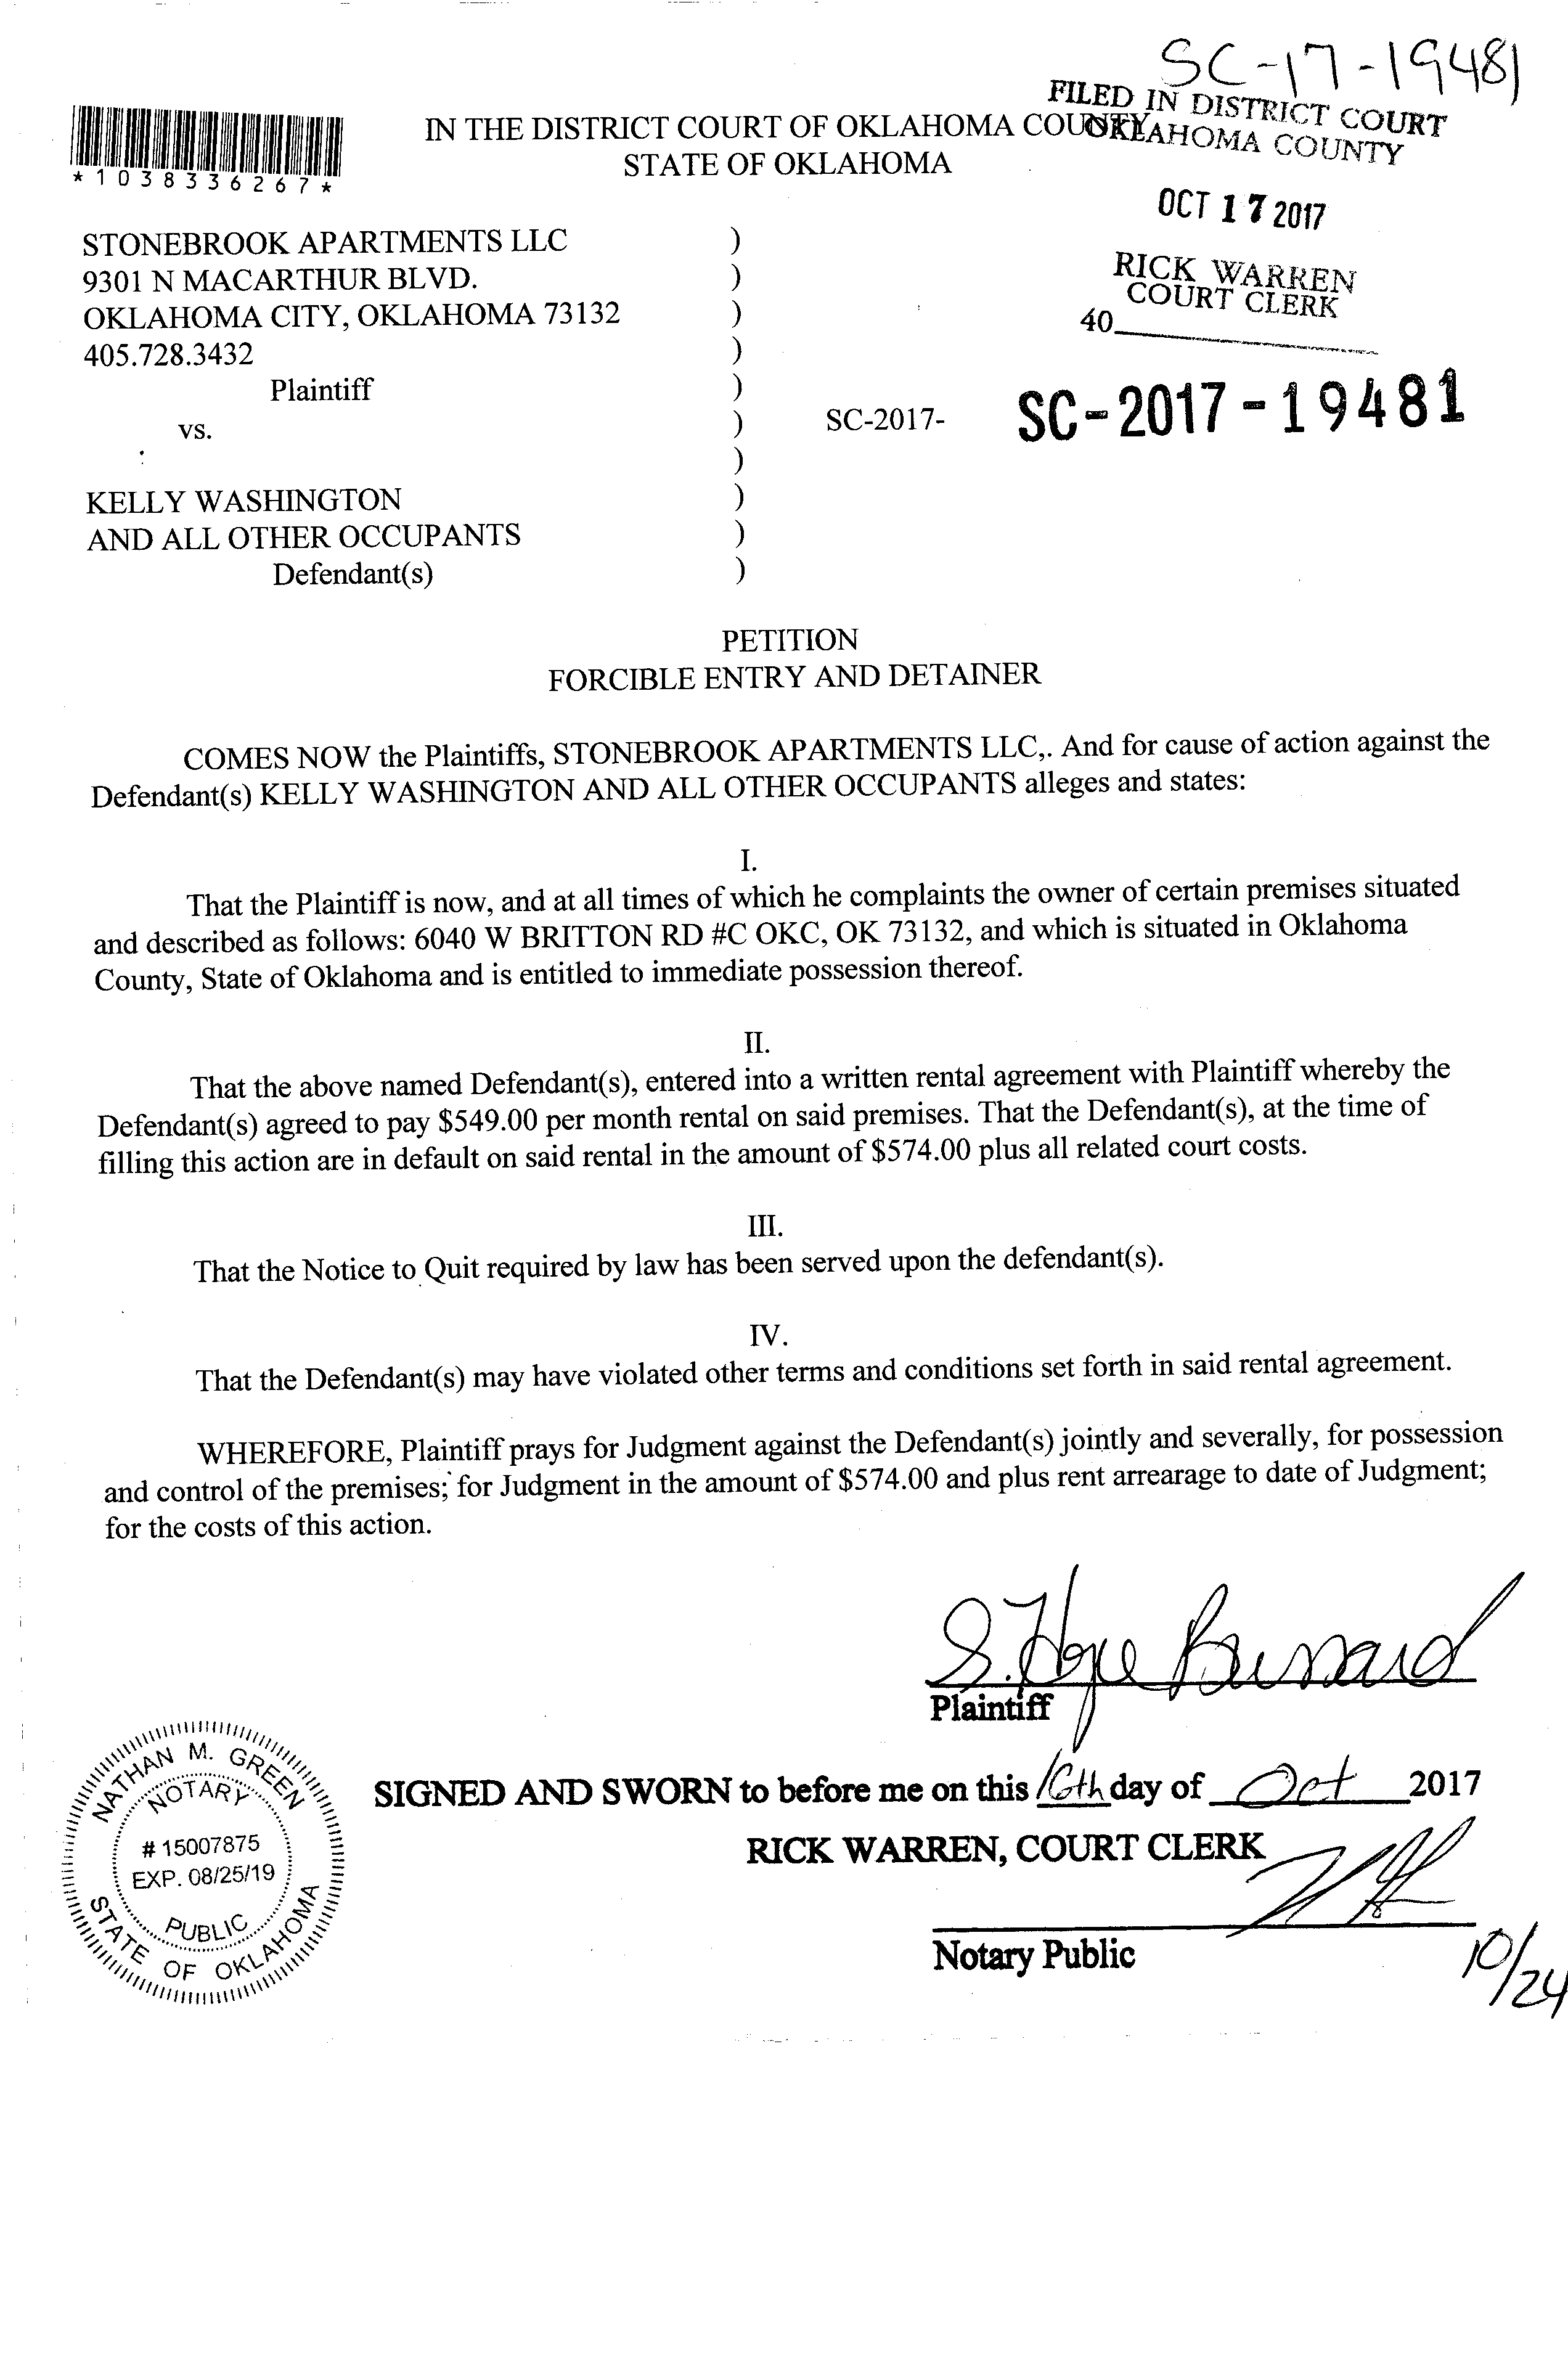 SC-17-19481
FILED IN DISTRICT COURT
OKLAHOMA COUNTY
*1038336267*
IN THE DISTRICT COURT OF OKLAHOMA COUNTY
STATE OF OKLAHOMA
OCT 17 2017
RICK WARREN
COURT CLERK
40
STONEBROOK APARTMENTS LLC )
9301 N MACARTHUR BLVD. )
OKLAHOMA CITY, OKLAHOMA 73132 )
405.728.3432 )
Plaintiff )
vs. ) SC-2017- SC-2017-19481
)
KELLY WASHINGTON )
AND ALL OTHER OCCUPANTS )
Defendant(s) )
PETITION
FORCIBLE ENTRY AND DETAINER
COMES NOW the Plaintiffs, STONEBROOK APARTMENTS LLC,. And for cause of action against the
Defendant(s) KELLY WASHINGTON AND ALL OTHER OCCUPANTS alleges and states:
I.
That the Plaintiff is now, and at all times of which he complaints the owner of certain premises situated
and described as follows: 6040 W BRITTON RD #C OKC, OK 73132, and which is situated in Oklahoma
County, State of Oklahoma and is entitled to immediate possession thereof.
II.
That the above named Defendant(s), entered into a written rental agreement with Plaintiff whereby the
Defendant(s) agreed to pay $549.00 per month rental on said premises. That the Defendant(s), at the time of
filling this action are in default on said rental in the amount of $574.00 plus all related court costs.
III.
That the Notice to Quit required by law has been served upon the defendant(s).
IV.
That the Defendant(s) may have violated other terms and conditions set forth in said rental agreement.
WHEREFORE, Plaintiff prays for Judgment against the Defendant(s) jointly and severally, for possession
and control of the premises; for Judgment in the amount of $574.00 and plus rent arrearage to date of Judgment;
for the costs of this action.
S. Hope
Plaintiff
SIGNED AND SWORN to before me on this 16th day of Oct 2017
RICK WARREN, COURT CLERK
Notary Public
10/24
NATHAN M. GREEN
NOTARY
# 15007875
EXP. 08/25/19
PUBLIC
STATE OF OKLAHOMA